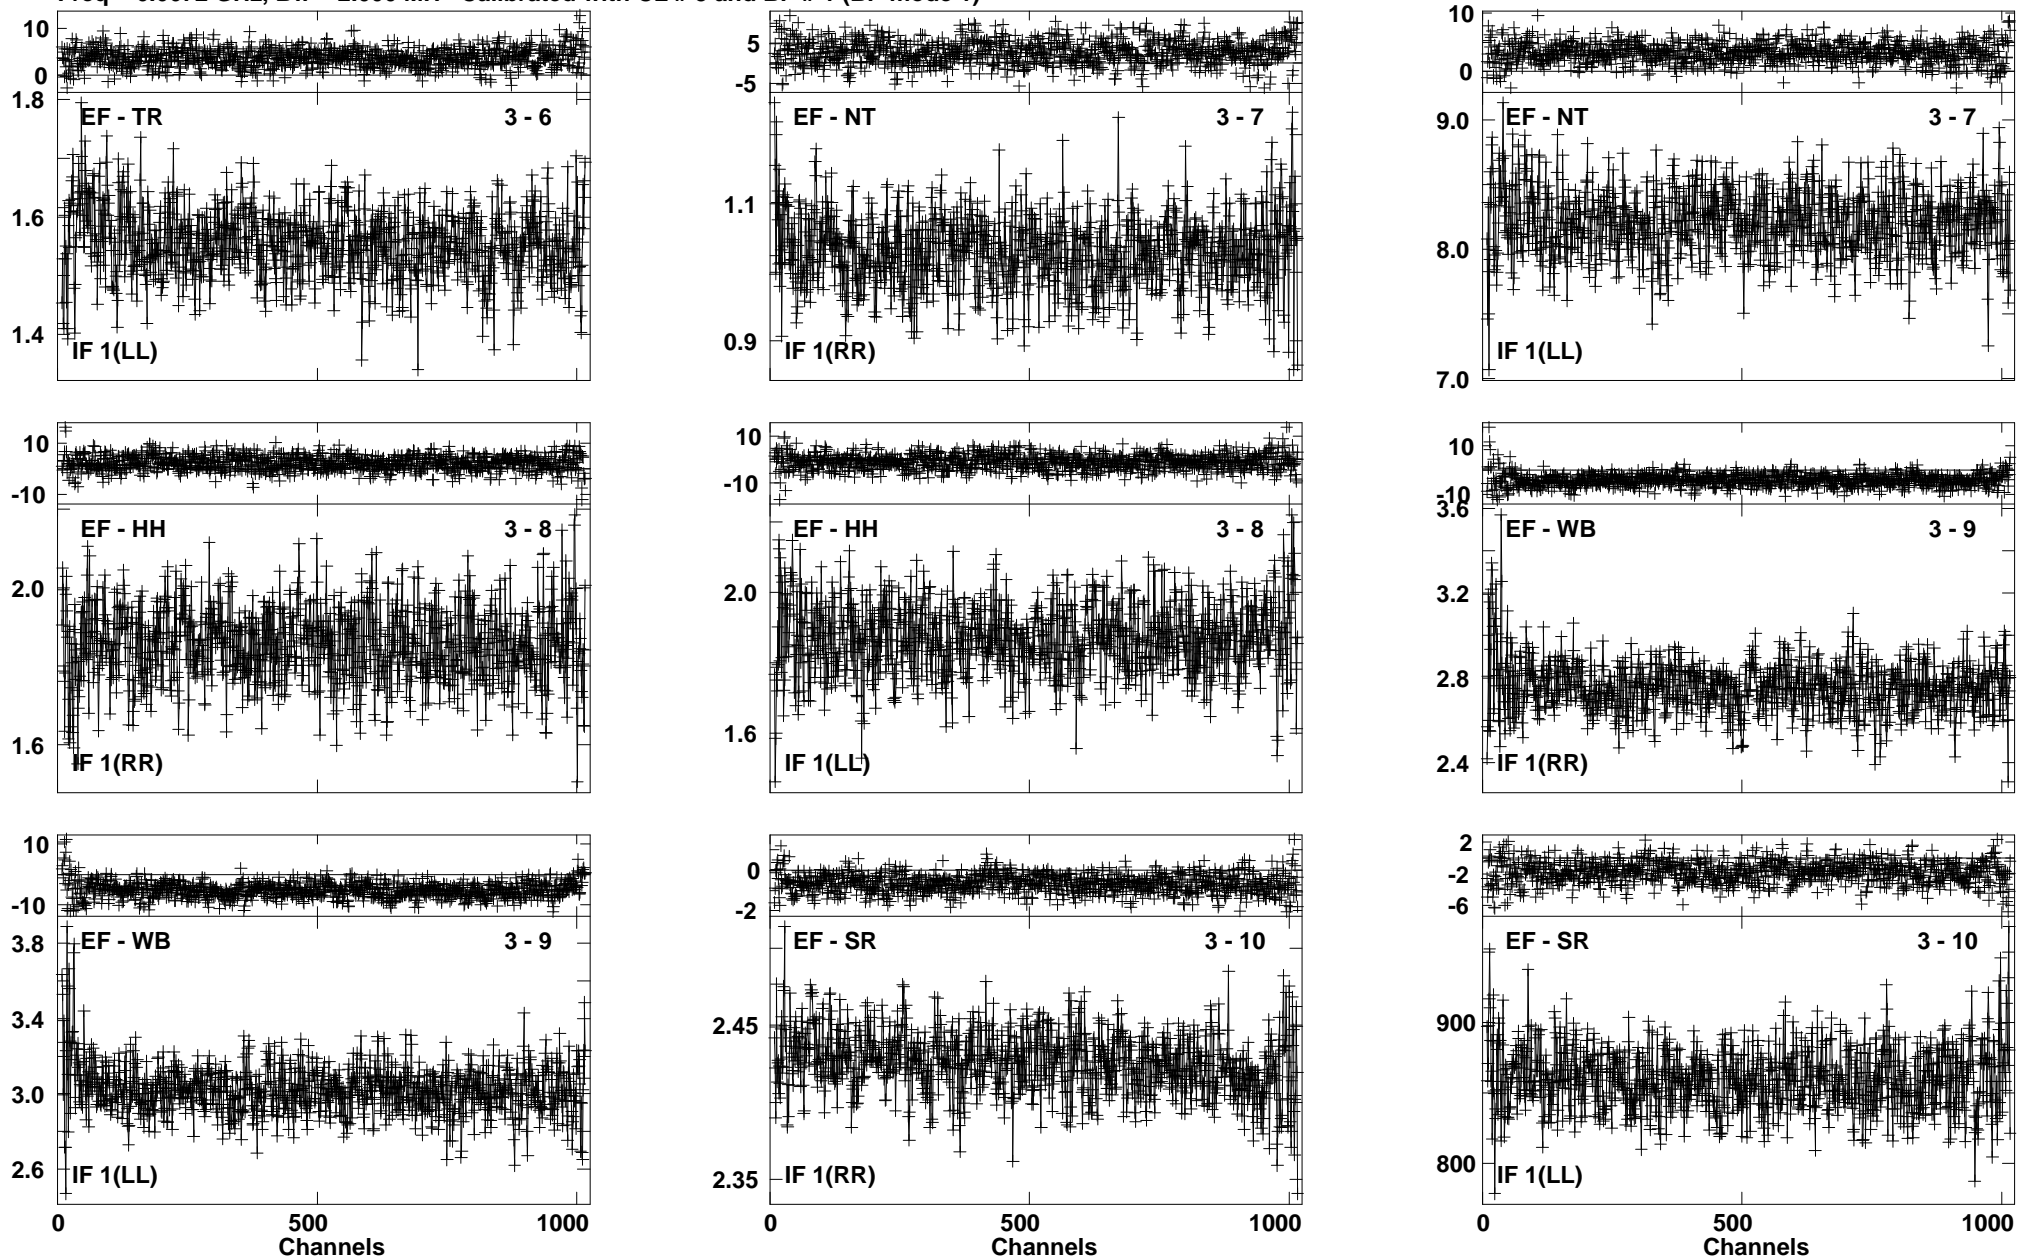 10
0
1.8
1.6
1.4
EF - TR
3 - 6
IF 1(LL)
5
-5
1.1
0.9
EF - NT
3 - 7
IF 1(RR)
10
0
9.0
8.0
7.0
EF - NT
3 - 7
IF 1(LL)
10
-10
2.0
1.6
EF - HH
3 - 8
IF 1(RR)
10
-10
2.0
1.6
EF - HH
3 - 8
IF 1(LL)
10
-10
3.6
3.2
2.8
2.4
EF - WB
3 - 9
IF 1(RR)
10
-10
3.8
3.4
3.0
2.6
EF - WB
3 - 9
IF 1(LL)
0
500
1000
Channels
0
-2
2.45
2.35
EF - SR
3 - 10
IF 1(RR)
0
500
1000
Channels
2
-2
-6
900
800
EF - SR
3 - 10
IF 1(LL)
0
500
1000
Channels